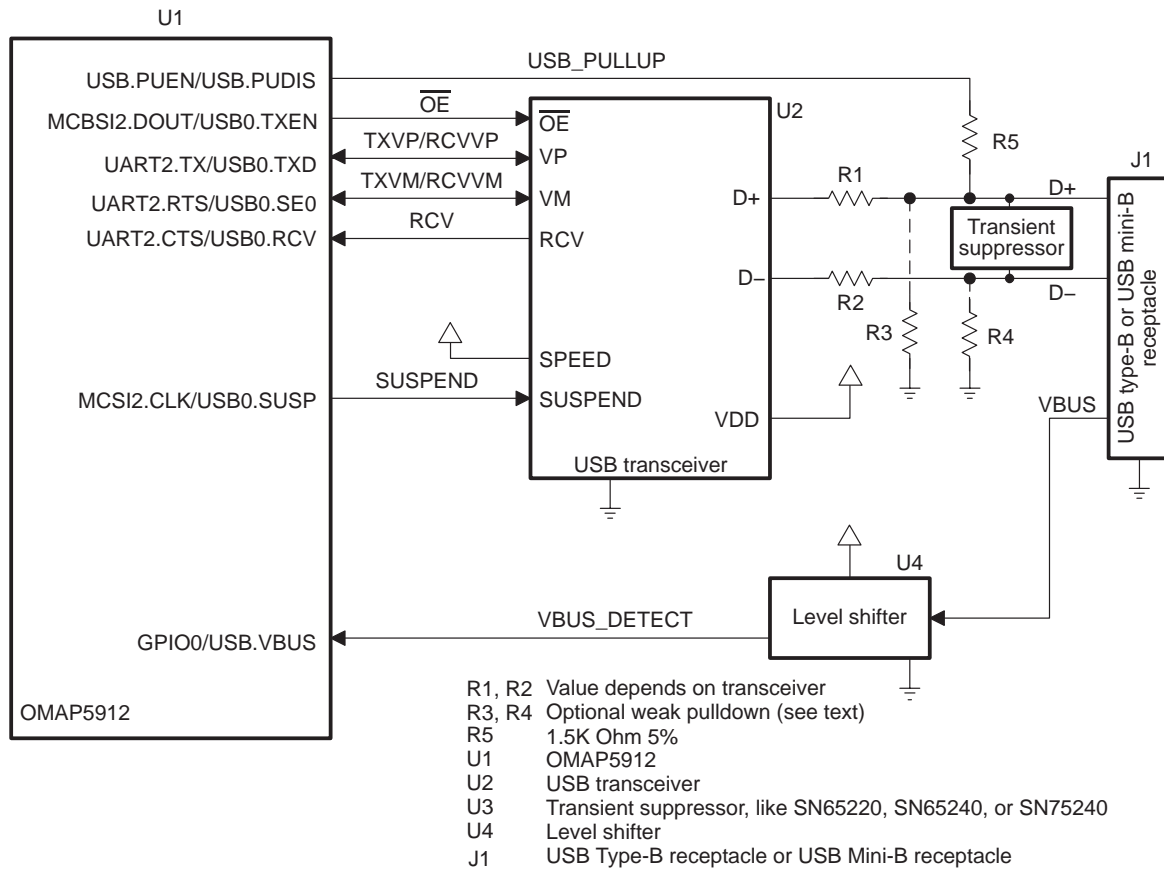 U1
USB.PUEN/USB.PUDIS
USB_PULLUP
MCBSI2.DOUT/USB0.TXEN
OE
OE
U2
UART2.TX/USB0.TXD
TXVP/RCVVP
VP
R5
J1
UART2.RTS/USB0.SE0
TXVM/RCVVM
VM
D+
R1
D+
UART2.CTS/USB0.RCV
RCV
RCV
Transient
suppressor
D–
R2
D–
R3
R4
USB type-B or USB mini-B
receptacle
SPEED
MCSI2.CLK/USB0.SUSP
SUSPEND
SUSPEND
VDD
VBUS
USB transceiver
U4
Level shifter
GPIO0/USB.VBUS
VBUS_DETECT
OMAP5912
R1, R2 Value depends on transceiver
R3, R4 Optional weak pulldown (see text)
R5 1.5K Ohm 5%
U1 OMAP5912
U2 USB transceiver
U3 Transient suppressor, like SN65220, SN65240, or SN75240
U4 Level shifter
J1 USB Type-B receptacle or USB Mini-B receptacle